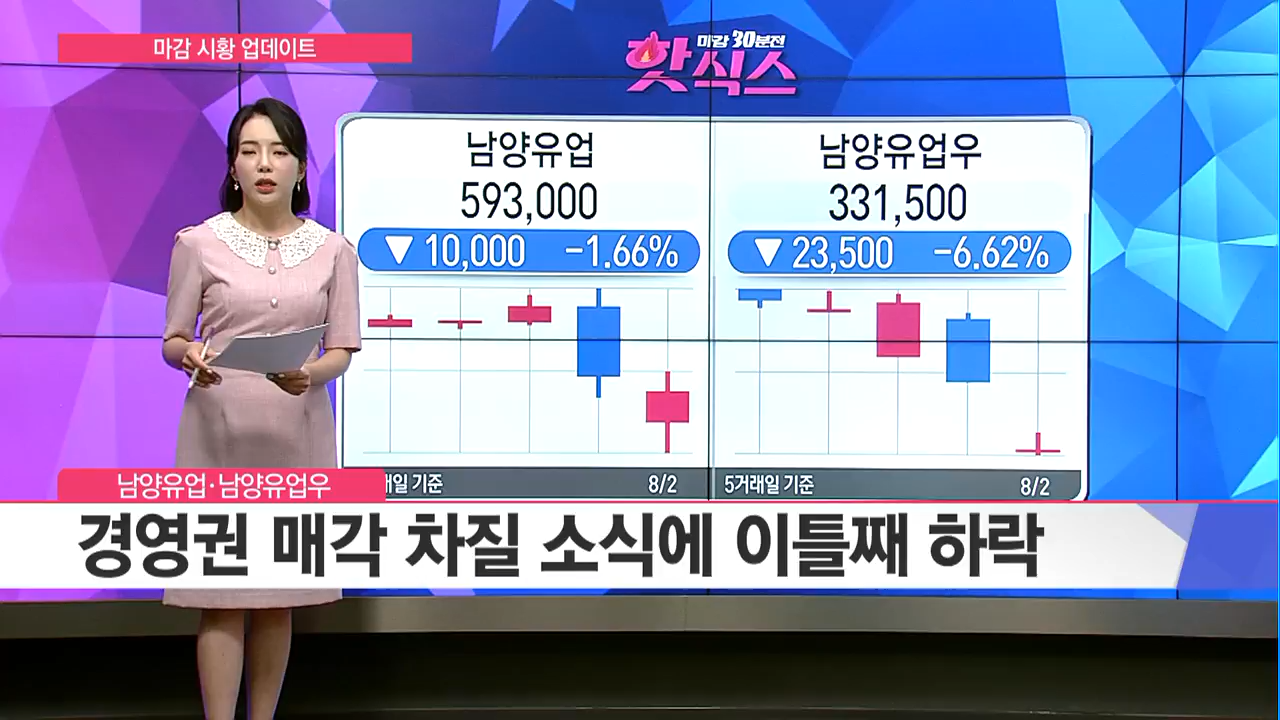 마감 시황 업데이트
마감 30분전
핫식스
남양유업
593,000
▼ 10,000 -1.66%
남양유업우
331,500
▼ 23,500 -6.62%
래일 기준 8/2
5거래일 기준 8/2
남양유업·남양유업우
경영권 매각 차질 소식에 이틀째 하락